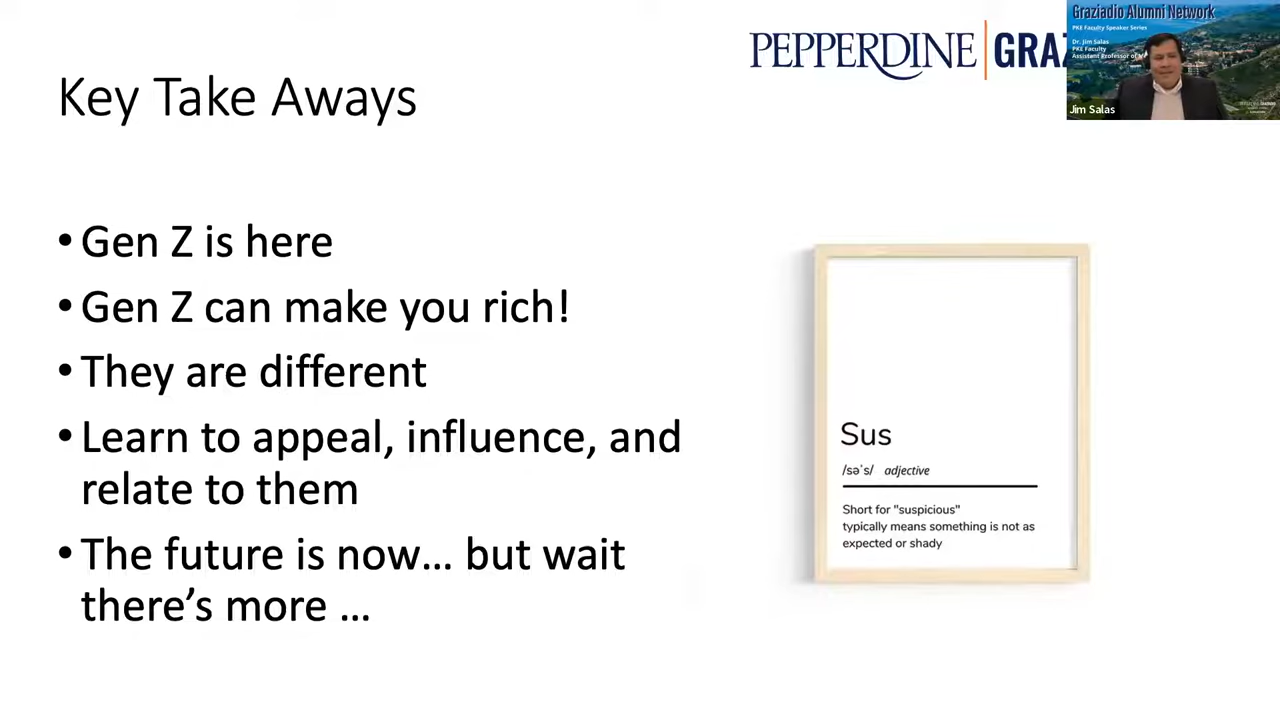 PEPPERDINE GRAZ
Graziadio Alumni Network
PKE Faculty Speaker Series
Dr. Jim Salas
PKE Faculty
Assistant Professor of
Jim Salas
Key Take Aways
• Gen Z is here
• Gen Z can make you rich!
• They are different
• Learn to appeal, influence, and
relate to them
• The future is now… but wait
there's more …
Sus
/səˈs/ adjective
Short for "suspicious"
typically means something is not as
expected or shady